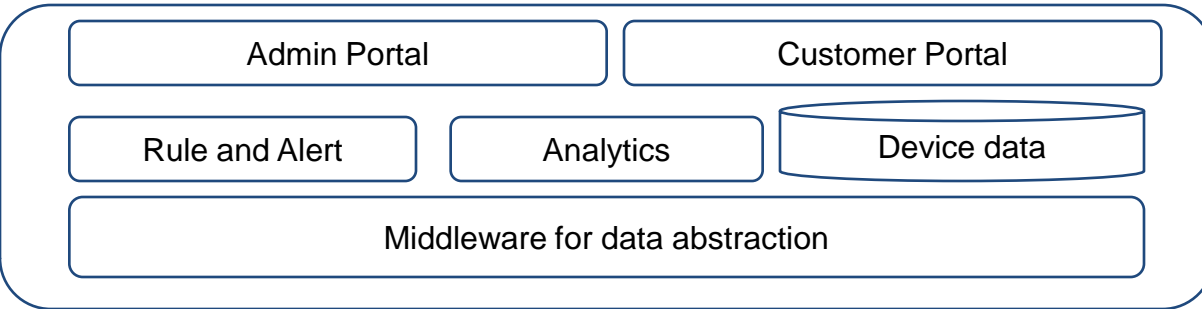 Admin Portal
Customer Portal
Rule and Alert
Analytics
Device data
Middleware for data abstraction